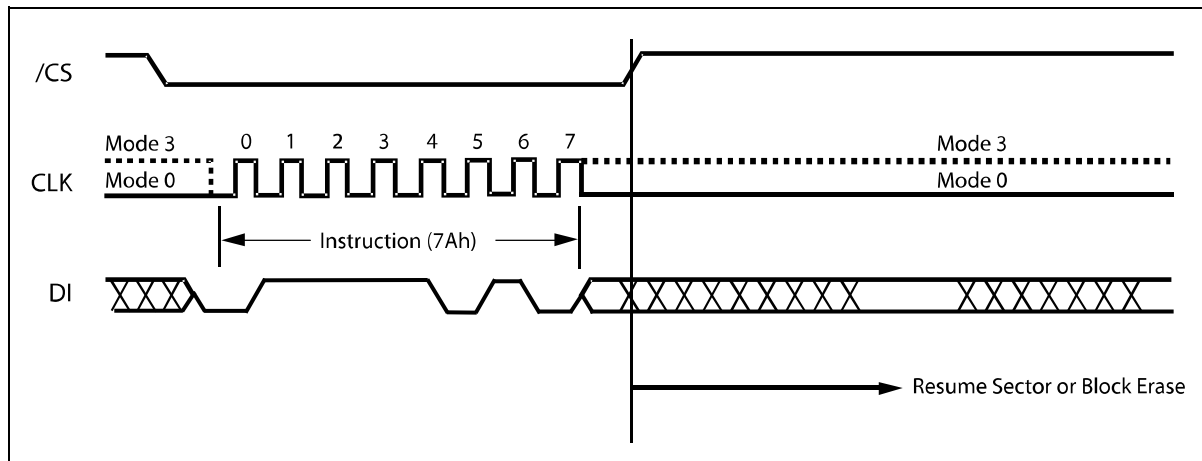 /CS
Mode 3 0 1 2 3 4 5 6 7 Mode 3
CLK Mode 0 Mode 0
Instruction (7Ah)
DI
Resume Sector or Block Erase